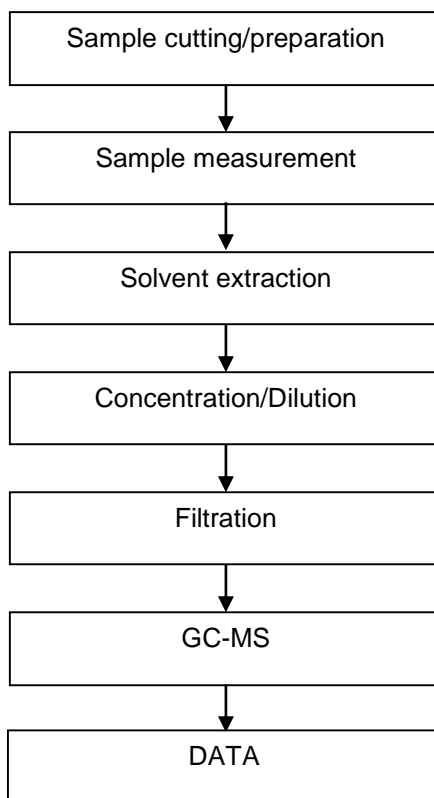 Sample cutting/preparation
Sample measurement
Solvent extraction
Concentration/Dilution
Filtration
GC-MS
DATA